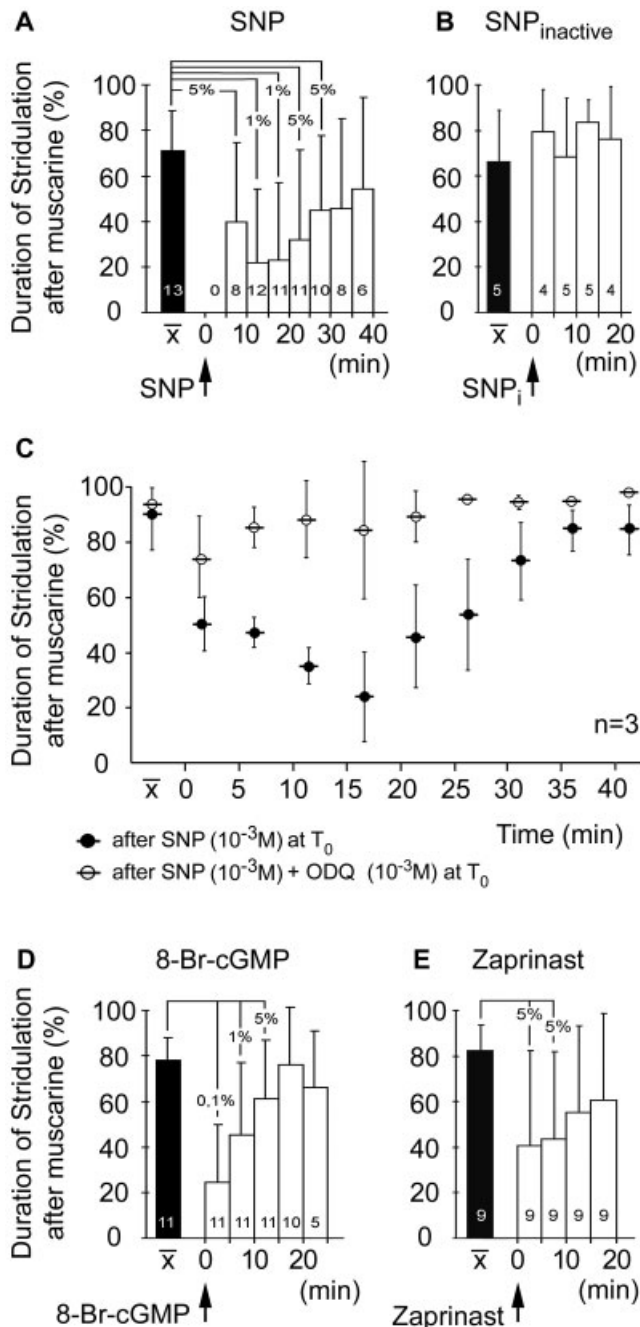 A SNP
B SNPinactive
Duration of Stridulation
after muscarine (%)
100
80
60
40
20
0
5%
1%
1%
5%
5%
13 0 8 12 11 11 10 8 6
x̅ 0 10 20 30 40
(min)
SNP
100
80
60
40
20
0
5 4 5 5 4
x̅ 0 10 20
(min)
SNPi
C
Duration of Stridulation
after muscarine (%)
100
80
60
40
20
0
n=3
x̅ 0 5 10 15 20 25 30 35 40
Time (min)
after SNP (10-3M) at T0
after SNP (10-3M) + ODQ (10-3M) at T0
D 8-Br-cGMP
E Zaprinast
Duration of Stridulation
after muscarine (%)
100
80
60
40
20
0
0,1%
1%
5%
11 11 11 11 10 5
x̅ 0 10 20
(min)
8-Br-cGMP
100
80
60
40
20
0
5%
5%
9 9 9 9 9
x̅ 0 10 20
(min)
Zaprinast